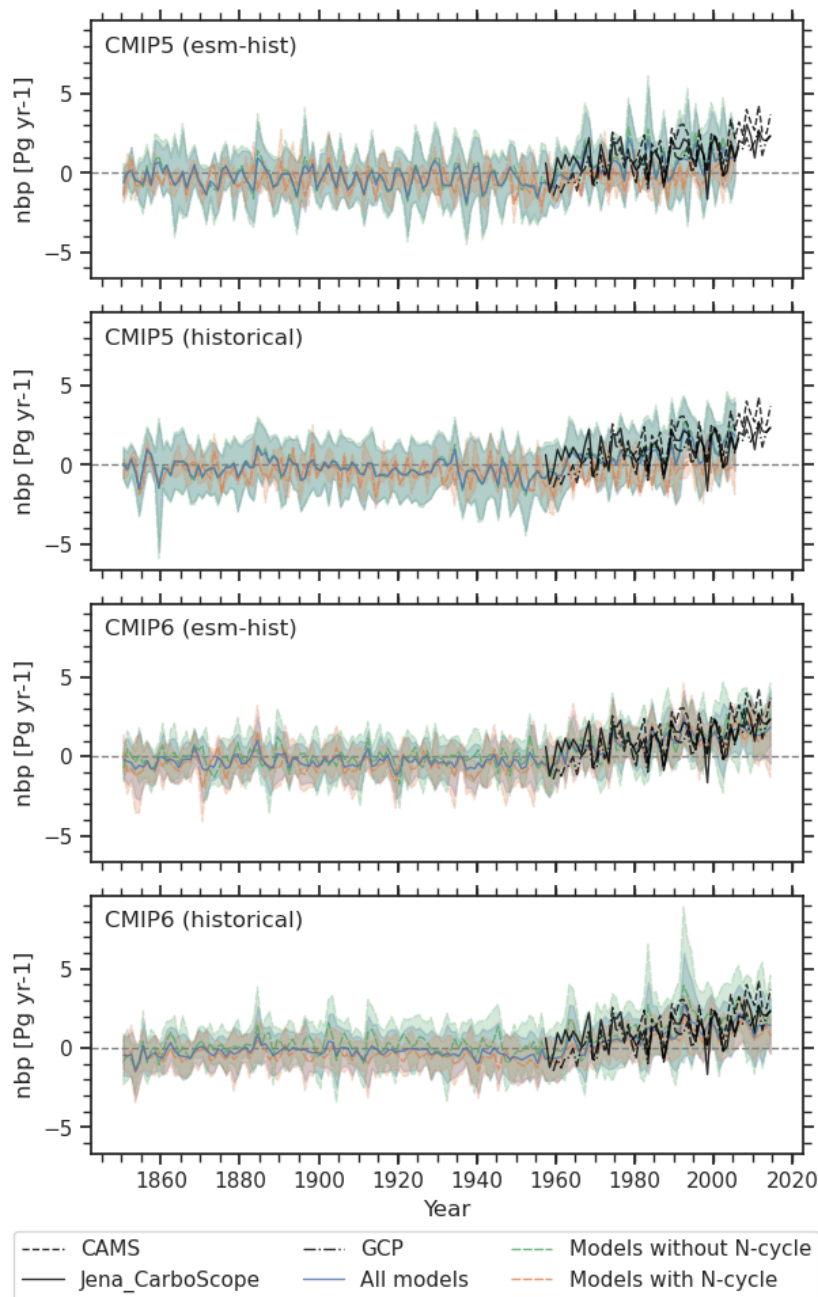 CMIP5 (esm-hist)
nbp [Pg yr-1]
5
0
−5
CMIP5 (historical)
nbp [Pg yr-1]
5
0
−5
CMIP6 (esm-hist)
nbp [Pg yr-1]
5
0
−5
CMIP6 (historical)
nbp [Pg yr-1]
5
0
−5
1860 1880 1900 1920 1940 1960 1980 2000 2020
Year
CAMS GCP Models without N-cycle
Jena_CarboScope All models Models with N-cycle